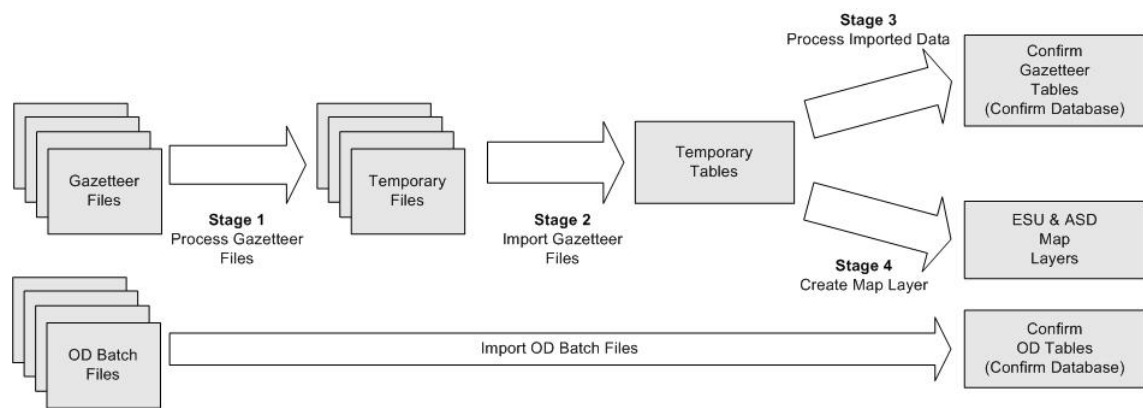 Stage 3
Process Imported Data
Confirm
Gazetteer
Tables
(Confirm Database)
Gazetteer
Files
Temporary
Files
Temporary
Tables
Stage 1
Process Gazetteer
Files
Stage 2
Import Gazetteer
Files
ESU & ASD
Map
Layers
Stage 4
Create Map Layer
OD Batch
Files
Import OD Batch Files
Confirm
OD Tables
(Confirm Database)